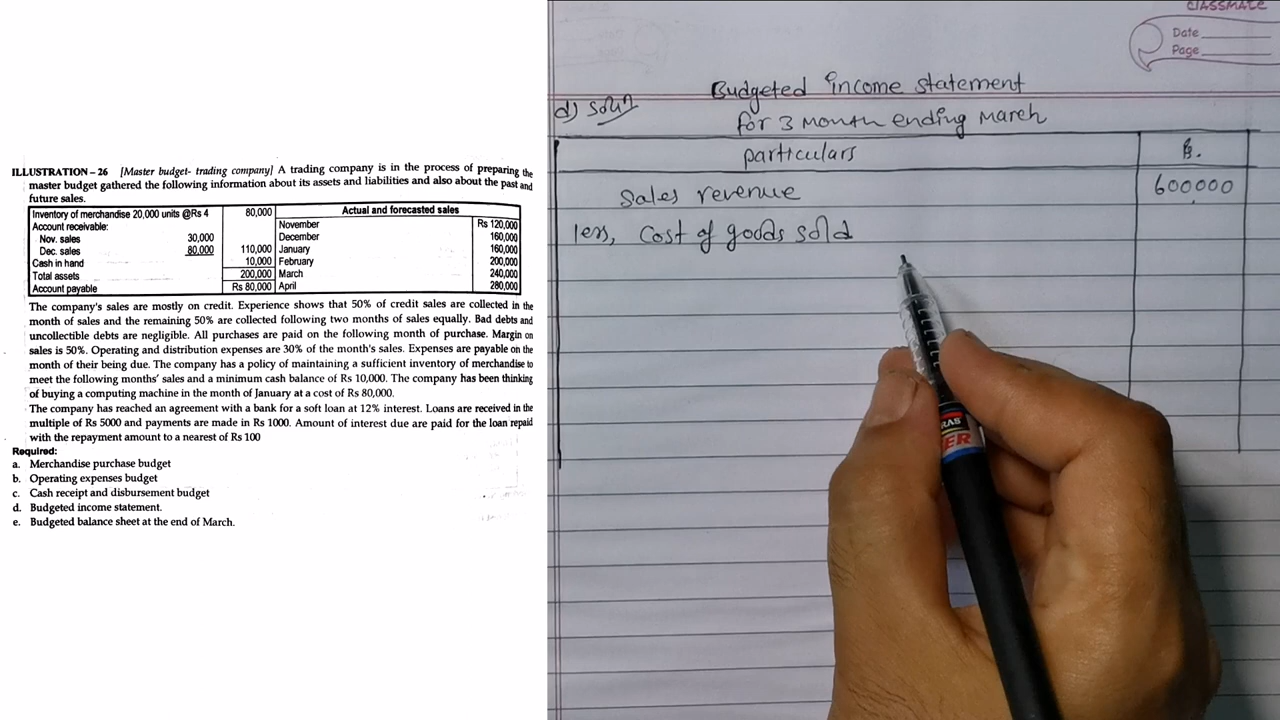 ILLUSTRATION – 26 [Master budget- trading company] A trading company is in the process of preparing the
master budget gathered the following information about its assets and liabilities and also about the past and
future sales.
Inventory of merchandise 20,000 units @Rs 4 80,000 Actual and forecasted sales
Account receivable: November Rs 120,000
Nov. sales 30,000 December 160,000
Dec. sales 80,000 110,000 January 160,000
Cash in hand 10,000 February 200,000
Total assets 200,000 March 240,000
Account payable Rs 80,000 April 280,000
The company's sales are mostly on credit. Experience shows that 50% of credit sales are collected in the
month of sales and the remaining 50% are collected following two months of sales equally. Bad debts and
uncollectible debts are negligible. All purchases are paid on the following month of purchase. Margin on
sales is 50%. Operating and distribution expenses are 30% of the month's sales. Expenses are payable on the
month of their being due. The company has a policy of maintaining a sufficient inventory of merchandise to
meet the following months' sales and a minimum cash balance of Rs 10,000. The company has been thinking
of buying a computing machine in the month of January at a cost of Rs 80,000.
The company has reached an agreement with a bank for a soft loan at 12% interest. Loans are received in the
multiple of Rs 5000 and payments are made in Rs 1000. Amount of interest due are paid for the loan repaid
with the repayment amount to a nearest of Rs 100
Required:
a. Merchandise purchase budget
b. Operating expenses budget
c. Cash receipt and disbursement budget
d. Budgeted income statement.
e. Budgeted balance sheet at the end of March.
classmate
Date
Page
Budgeted income statement
d) Solun
for 3 month ending March
particulars Rs.
Sales revenue 600000
less, Cost of goods sold
ER